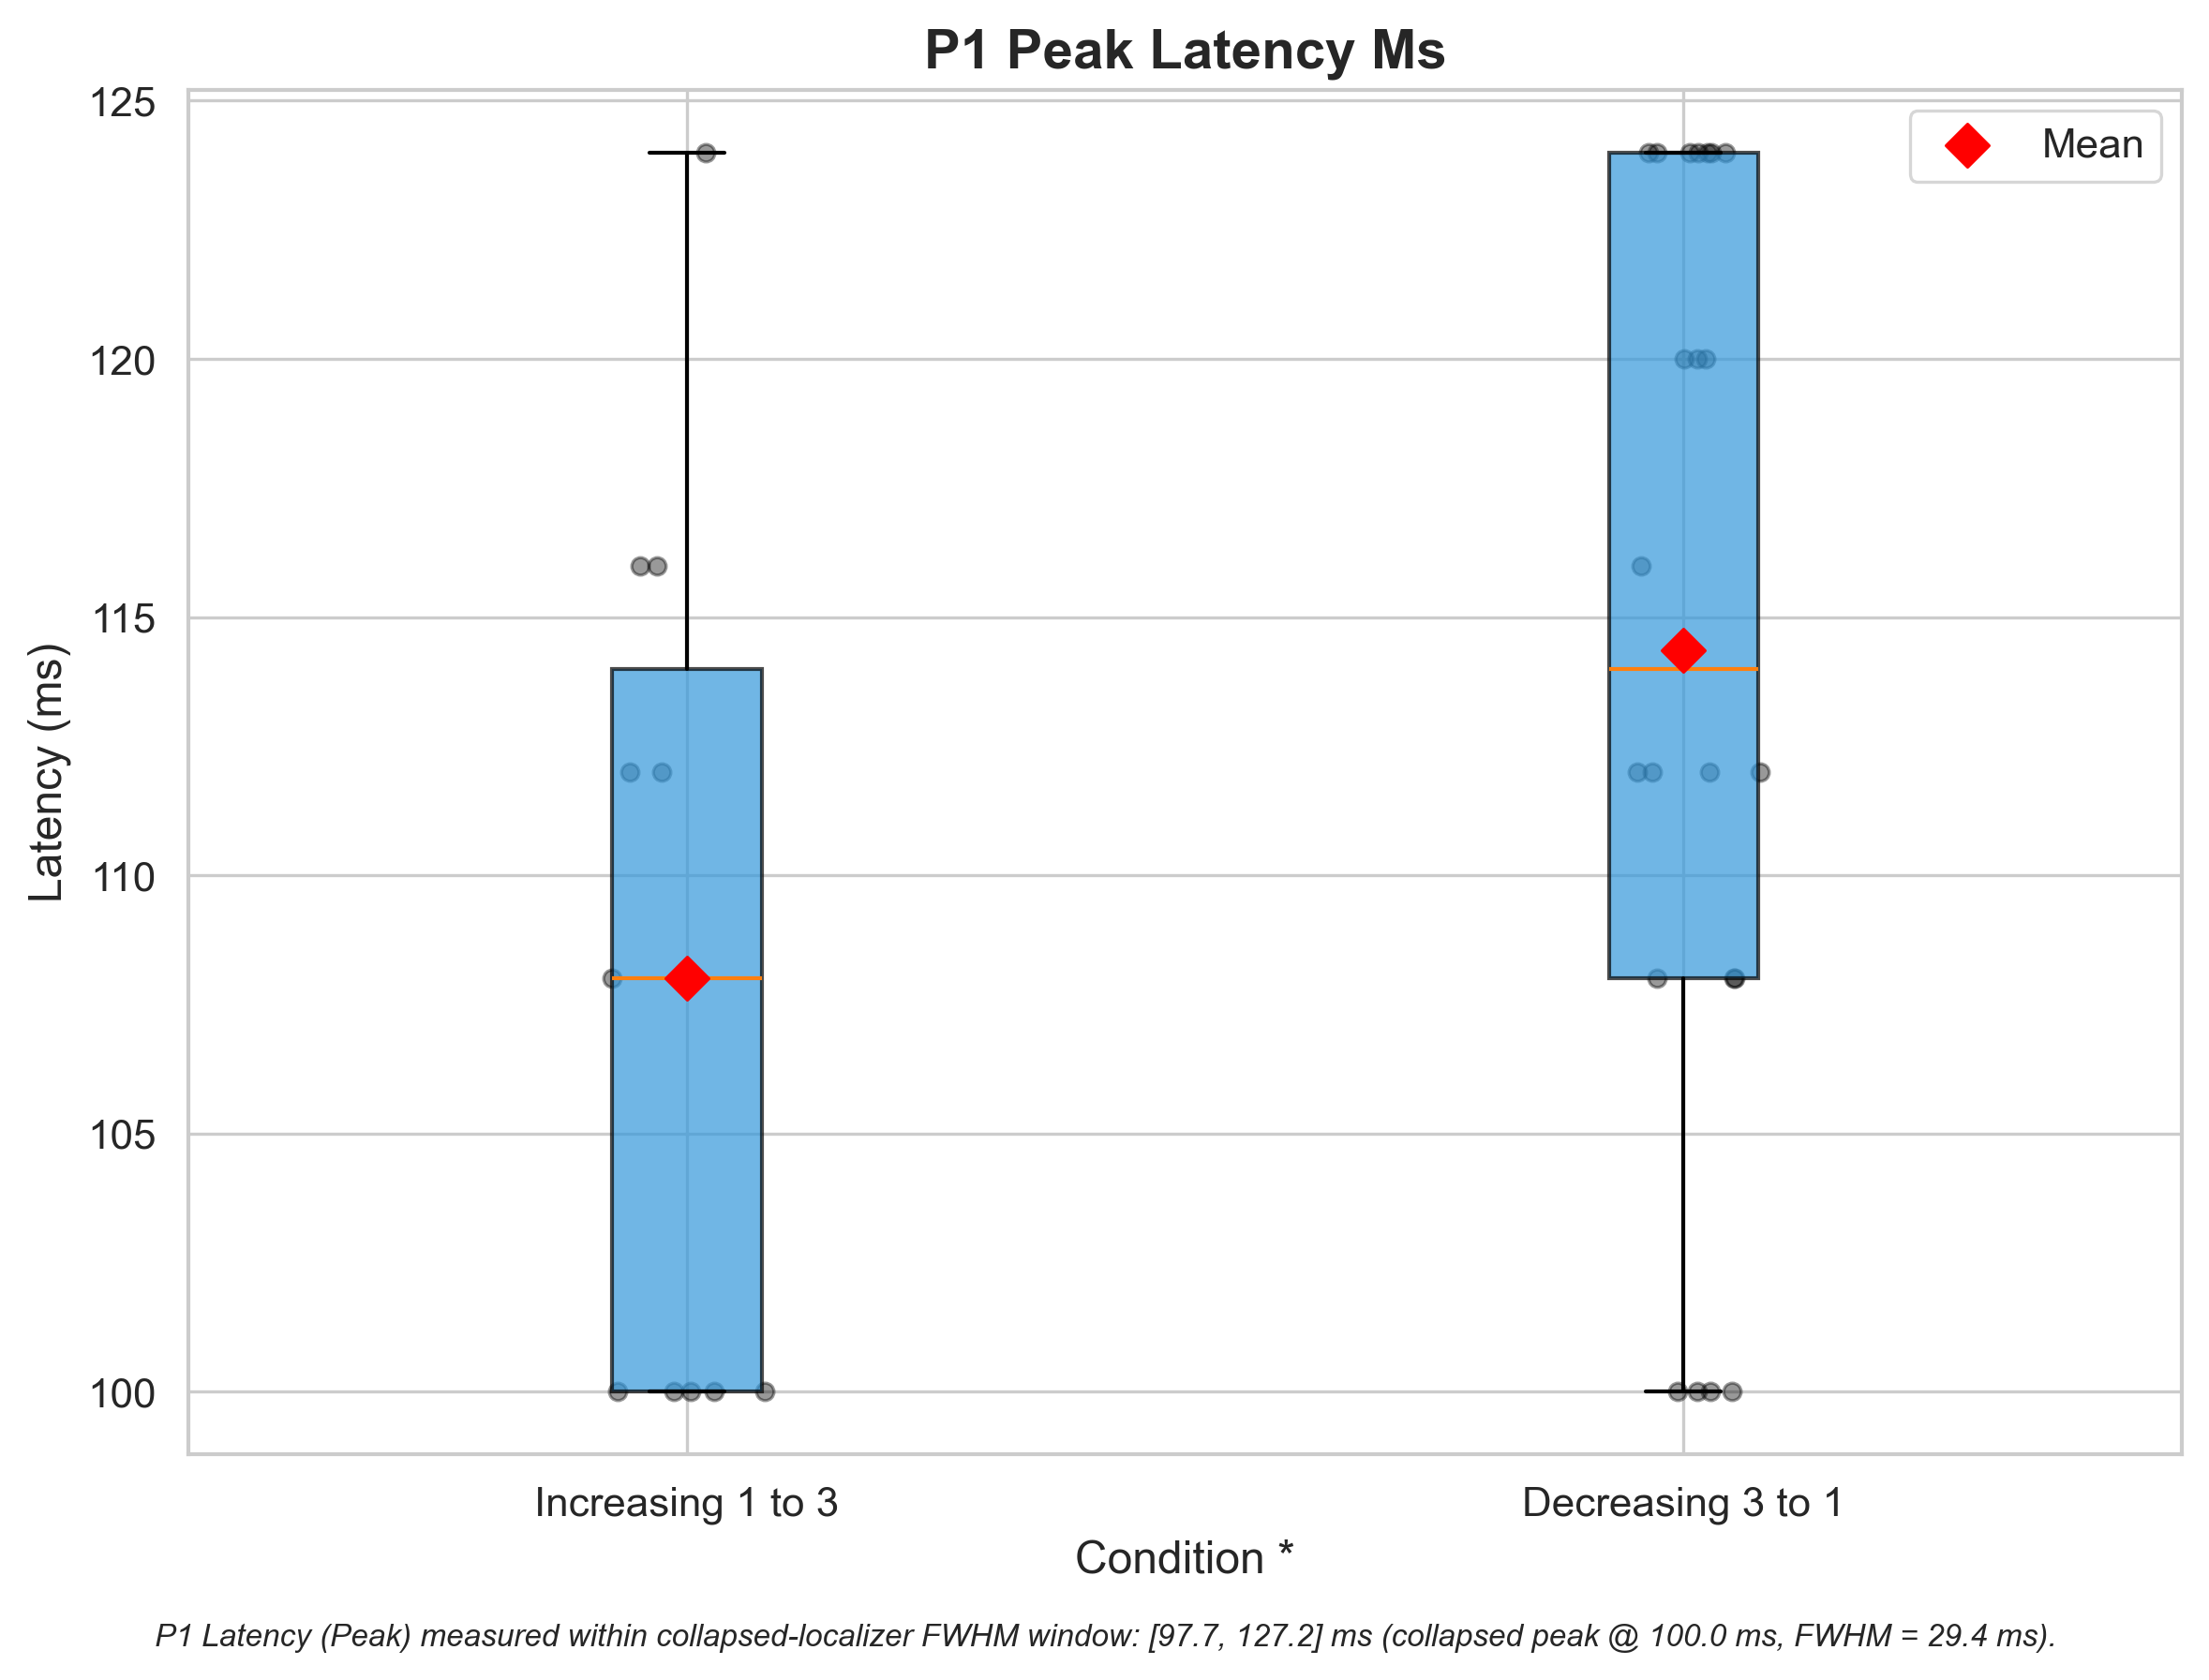 P1 Peak Latency Ms
125
120
115
110
105
100
Latency (ms)
Mean
Increasing 1 to 3
Decreasing 3 to 1
Condition *
P1 Latency (Peak) measured within collapsed-localizer FWHM window: [97.7, 127.2] ms (collapsed peak @ 100.0 ms, FWHM = 29.4 ms).